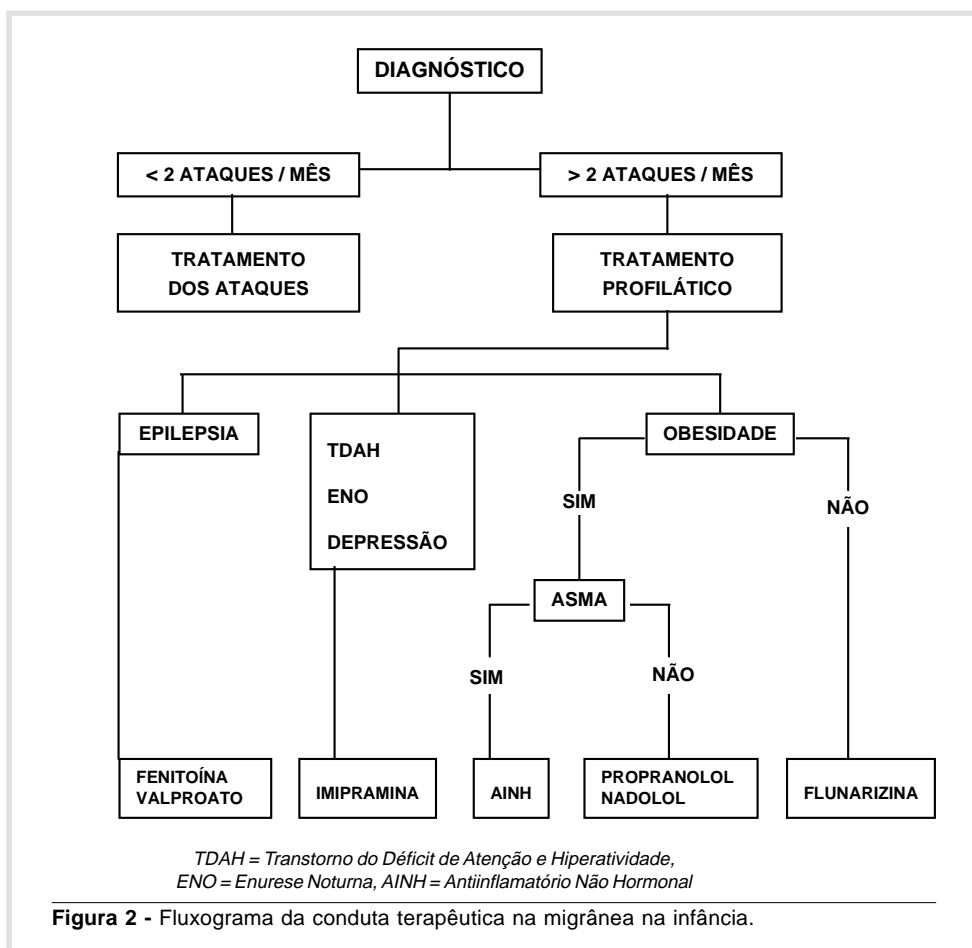 DIAGNÓSTICO
< 2 ATAQUES / MÊS
> 2 ATAQUES / MÊS
TRATAMENTO
DOS ATAQUES
TRATAMENTO
PROFILÁTICO
EPILEPSIA
TDAH
ENO
DEPRESSÃO
OBESIDADE
SIM
NÃO
ASMA
SIM
NÃO
FENITOÍNA
VALPROATO
IMIPRAMINA
AINH
PROPRANOLOL
NADOLOL
FLUNARIZINA
TDAH = Transtorno do Déficit de Atenção e Hiperatividade,
ENO = Enurese Noturna, AINH = Antiinflamatório Não Hormonal
Figura 2 - Fluxograma da conduta terapêutica na migrânea na infância.